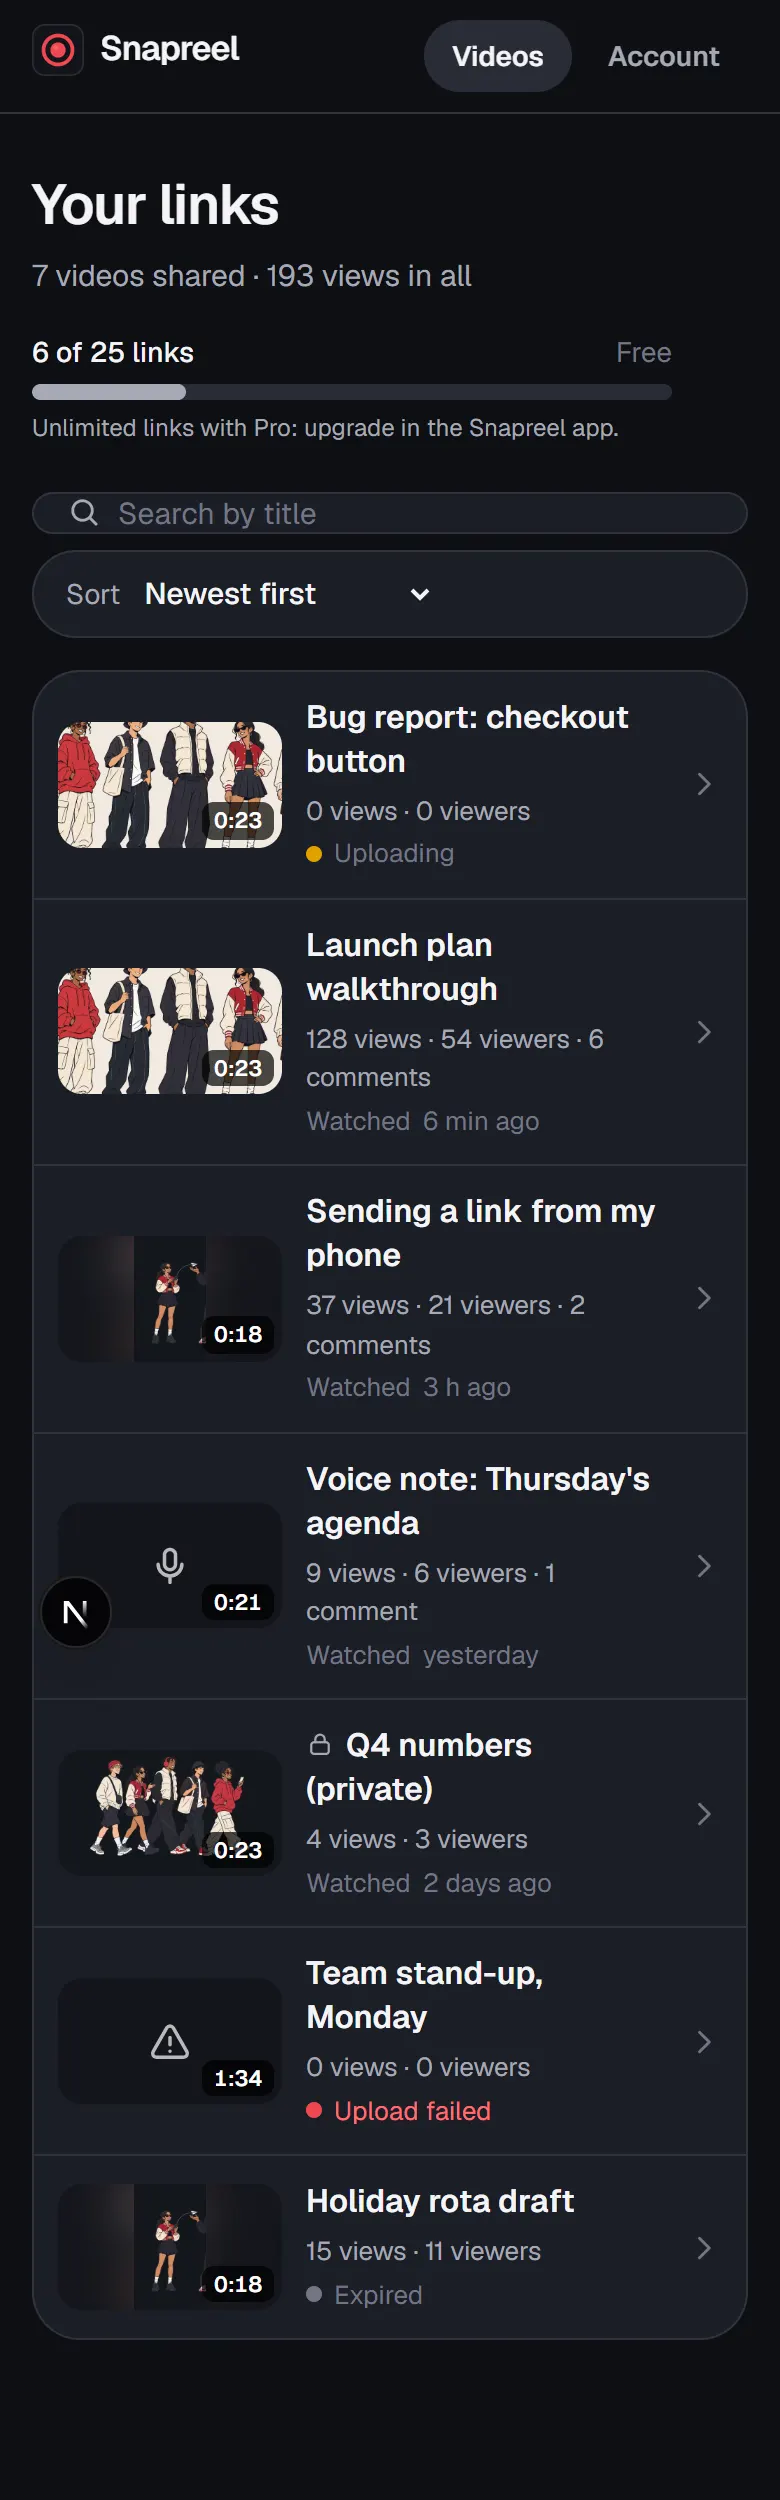 Snapreel
Videos
Account
Your links
7 videos shared · 193 views in all
6 of 25 links
Free
Unlimited links with Pro: upgrade in the Snapreel app.
Search by title
Sort Newest first
Bug report: checkout
button
0 views · 0 viewers
Uploading
0:23
Launch plan
walkthrough
128 views · 54 viewers · 6
comments
Watched 6 min ago
0:23
Sending a link from my
phone
37 views · 21 viewers · 2
comments
Watched 3 h ago
0:18
Voice note: Thursday's
agenda
9 views · 6 viewers · 1
comment
Watched yesterday
0:21
N
Q4 numbers
(private)
4 views · 3 viewers
Watched 2 days ago
0:23
Team stand-up,
Monday
0 views · 0 viewers
Upload failed
1:34
Holiday rota draft
15 views · 11 viewers
Expired
0:18